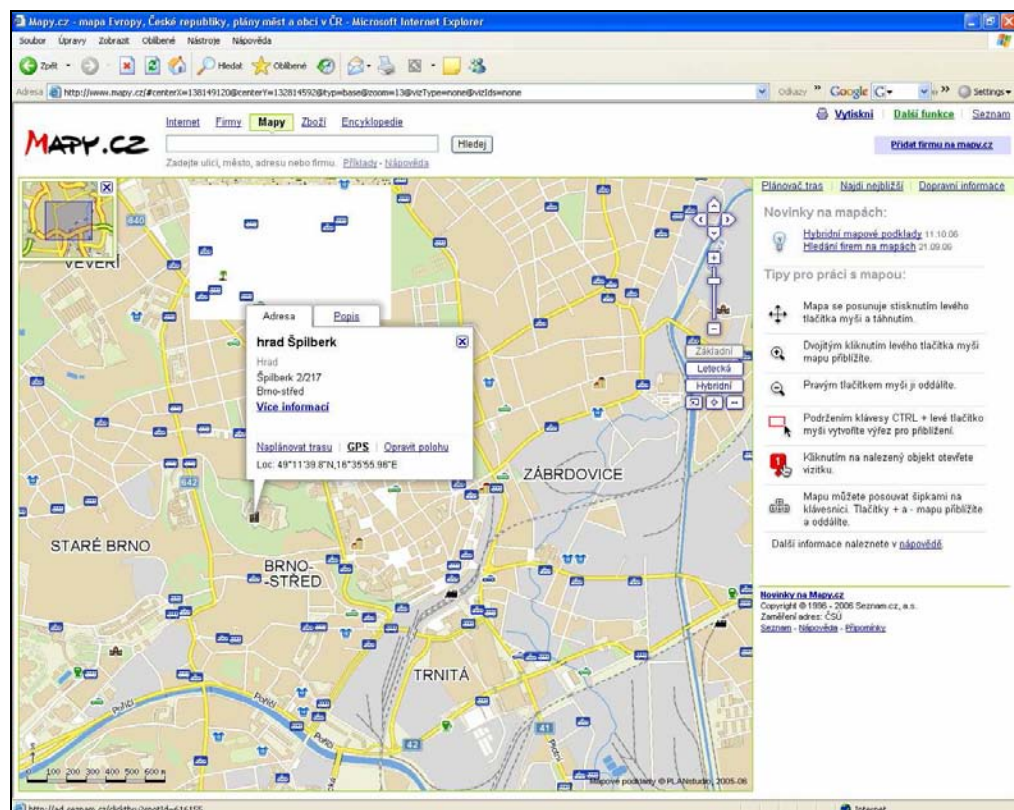 Mapy.cz - mapa Evropy, České republiky, plány měst a obcí v ČR - Microsoft Internet Explorer
Soubor Úpravy Zobrazit Oblíbené Nástroje Nápověda
Zpět Hledat Oblíbené
Adresa http://www.mapy.cz/#centerX=138149120@centerY=132814592@typ=base@zoom=13@vizType=none@vizIds=none Odkazy » Google G Settings
Vytiskni Další funkce Seznam
MAPY.CZ
Internet Firmy Mapy Zboží Encyklopedie
Hledej
Přidat firmu na mapy.cz
Zadejte ulici, město, adresu nebo firmu. Příklady - Nápověda
Plánovač tras Najdi nejbližší Dopravní informace
Novinky na mapách:
Hybridní mapové podklady 11.10.06
Hledání firem na mapách 21.09.06
Tipy pro práci s mapou:
Mapa se posunuje stisknutím levého
tlačítka myši a táhnutím.
Dvojitým kliknutím levého tlačítka myši
mapu přiblížíte.
Pravým tlačítkem myši ji oddálíte.
Podržením klávesy CTRL + levé tlačítko
myši vytvoříte výřez pro přiblížení.
Kliknutím na nalezený objekt otevřete
vizitku.
Mapu můžete posouvat šipkami na
klávesnici. Tlačítky + a - mapu přiblížíte
a oddálíte.
Další informace naleznete v nápovědě.
Novinky na Mapy.cz
Copyright © 1996 - 2006 Seznam.cz, a.s.
Zaměření adres: ČSÚ
Seznam - Nápověda - Připomínky
640
VEVEŘÍ
Adresa Popis
hrad Špilberk
Hrad
Špilberk 2/217
Brno-střed
Více informací
Naplánovat trasu GPS Opravit polohu
Loc: 49°11'39.8"N,16°35'55.96"E
Základní
Letecká
Hybridní
ZÁBRDOVICE
642
STARÉ BRNO
BRNO-
-STŘED
TRNITÁ
Poříčí
Poříčí
42
41
Plotní
S
0 100 200 300 400 500 600 m
Mapové podklady © PLANstudio, 2005-06
Internet